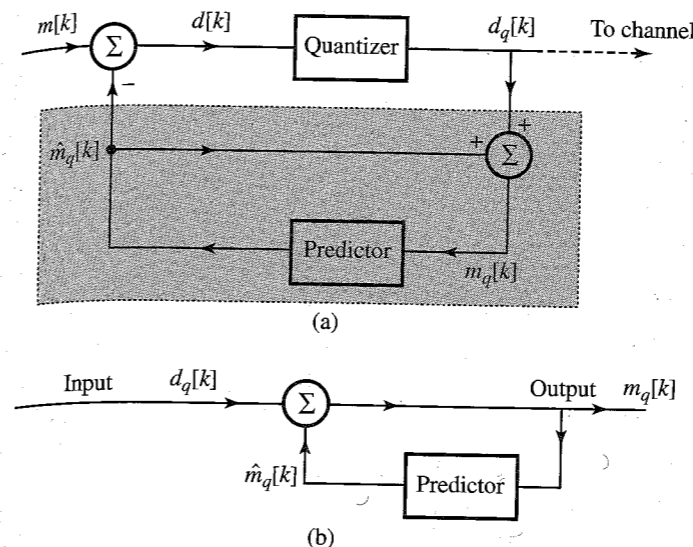 m[k]
Σ
d[k]
Quantizer
d_q[k]
To channel
−
+
+
m̂_q[k]
Σ
Predictor
m_q[k]
(a)
Input
d_q[k]
Σ
Output
m_q[k]
m̂_q[k]
Predictor
(b)